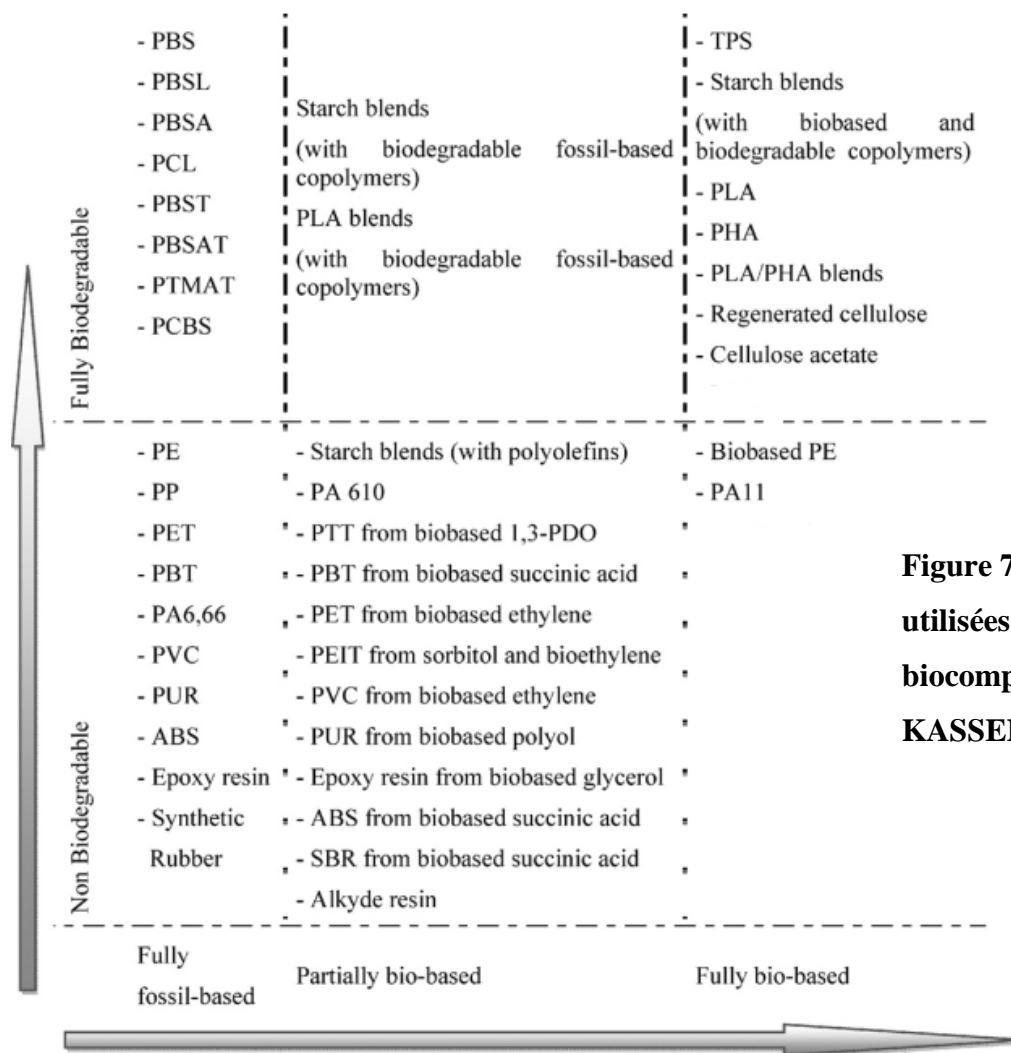 - PBS
- PBSL
- PBSA
- PCL
- PBST
- PBSAT
- PTMAT
- PCBS
Starch blends
(with biodegradable fossil-based
copolymers)
PLA blends
(with biodegradable fossil-based
copolymers)
- TPS
- Starch blends
(with biobased and
biodegradable copolymers)
- PLA
- PHA
- PLA/PHA blends
- Regenerated cellulose
- Cellulose acetate
Fully Biodegradable
- PE
- PP
- PET
- PBT
- PA6,66
- PVC
- PUR
- ABS
- Epoxy resin
- Synthetic
Rubber
- Starch blends (with polyolefins)
- PA 610
- PTT from biobased 1,3-PDO
- PBT from biobased succinic acid
- PET from biobased ethylene
- PEIT from sorbitol and bioethylene
- PVC from biobased ethylene
- PUR from biobased polyol
- Epoxy resin from biobased glycerol
- ABS from biobased succinic acid
- SBR from biobased succinic acid
- Alkyde resin
- Biobased PE
- PA11
Non Biodegradable
Fully
fossil-based
Partially bio-based
Fully bio-based
Figure 7
utilisées